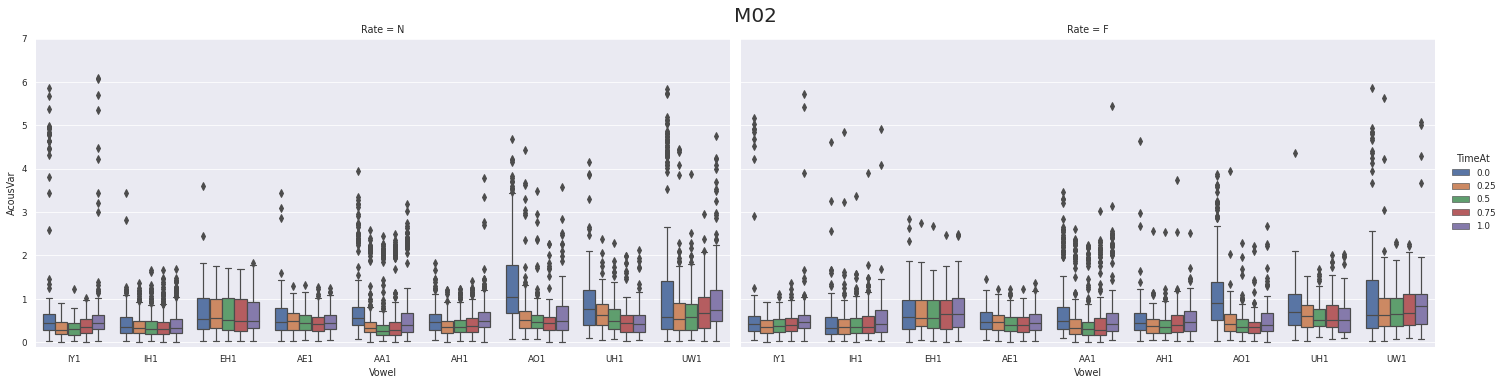 M02
Rate = N
Rate = F
AcousVar
7
6
5
4
3
2
1
0
IY1 IH1 EH1 AE1 AA1 AH1 AO1 UH1 UW1
IY1 IH1 EH1 AE1 AA1 AH1 AO1 UH1 UW1
Vowel
Vowel
TimeAt
0.0
0.25
0.5
0.75
1.0